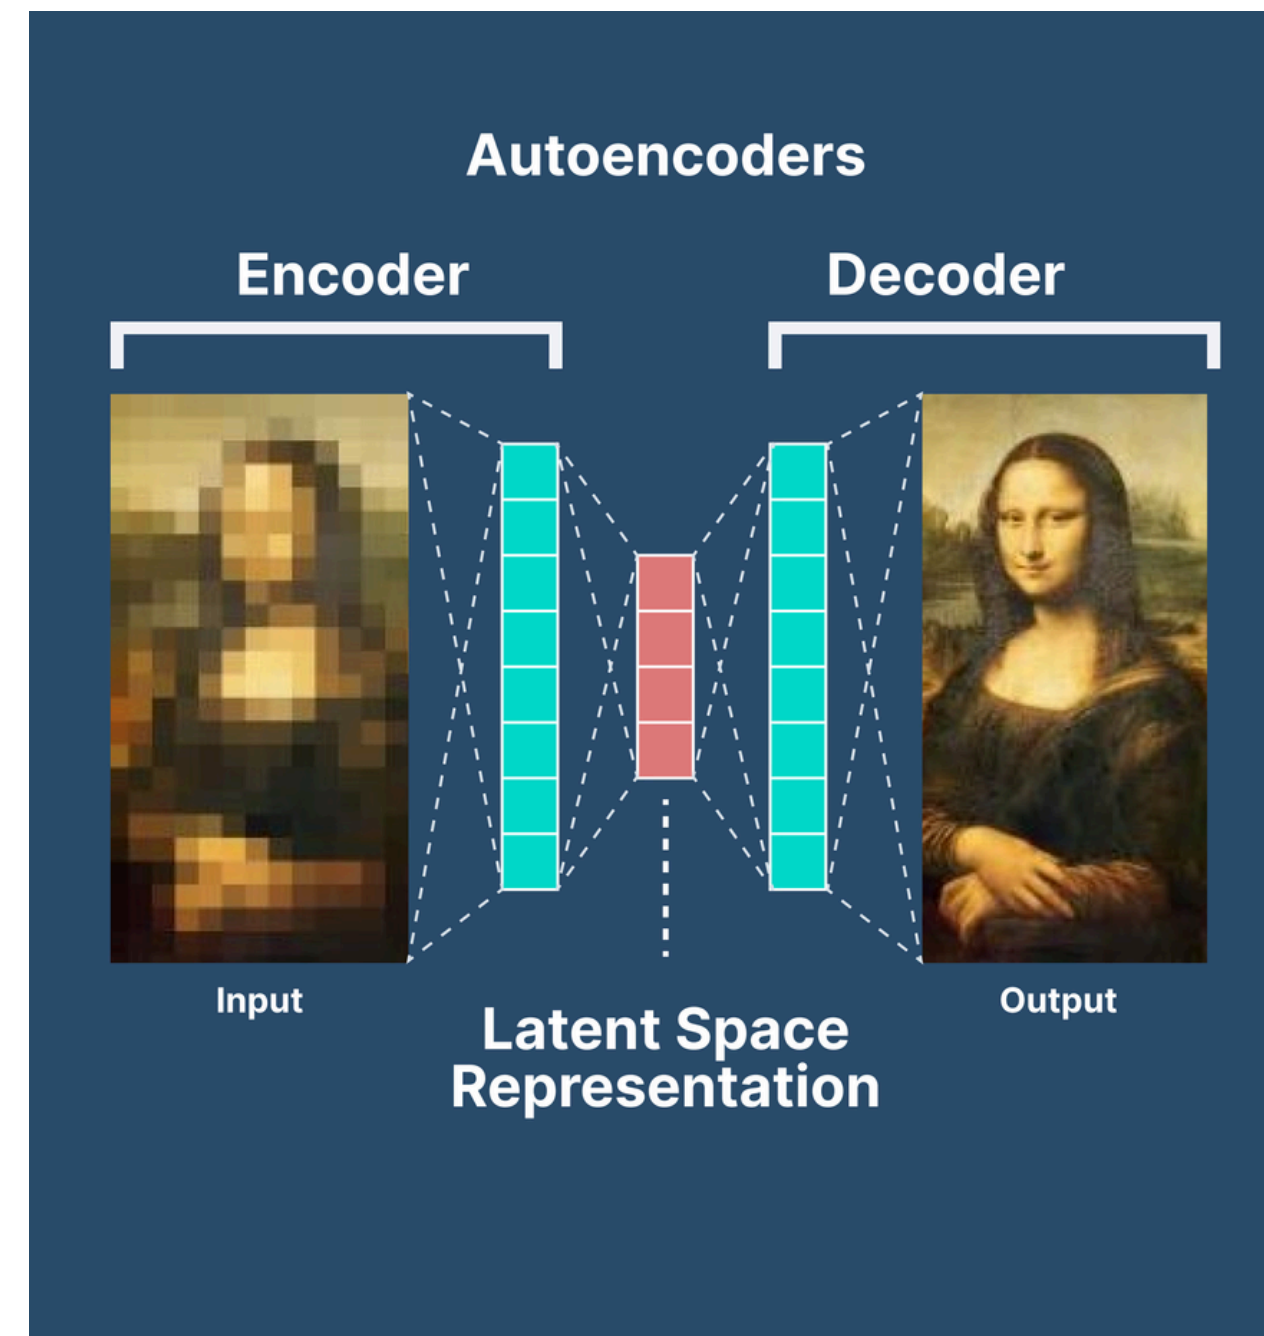 Autoencoders
Encoder
Decoder
Input
Output
Latent Space
Representation